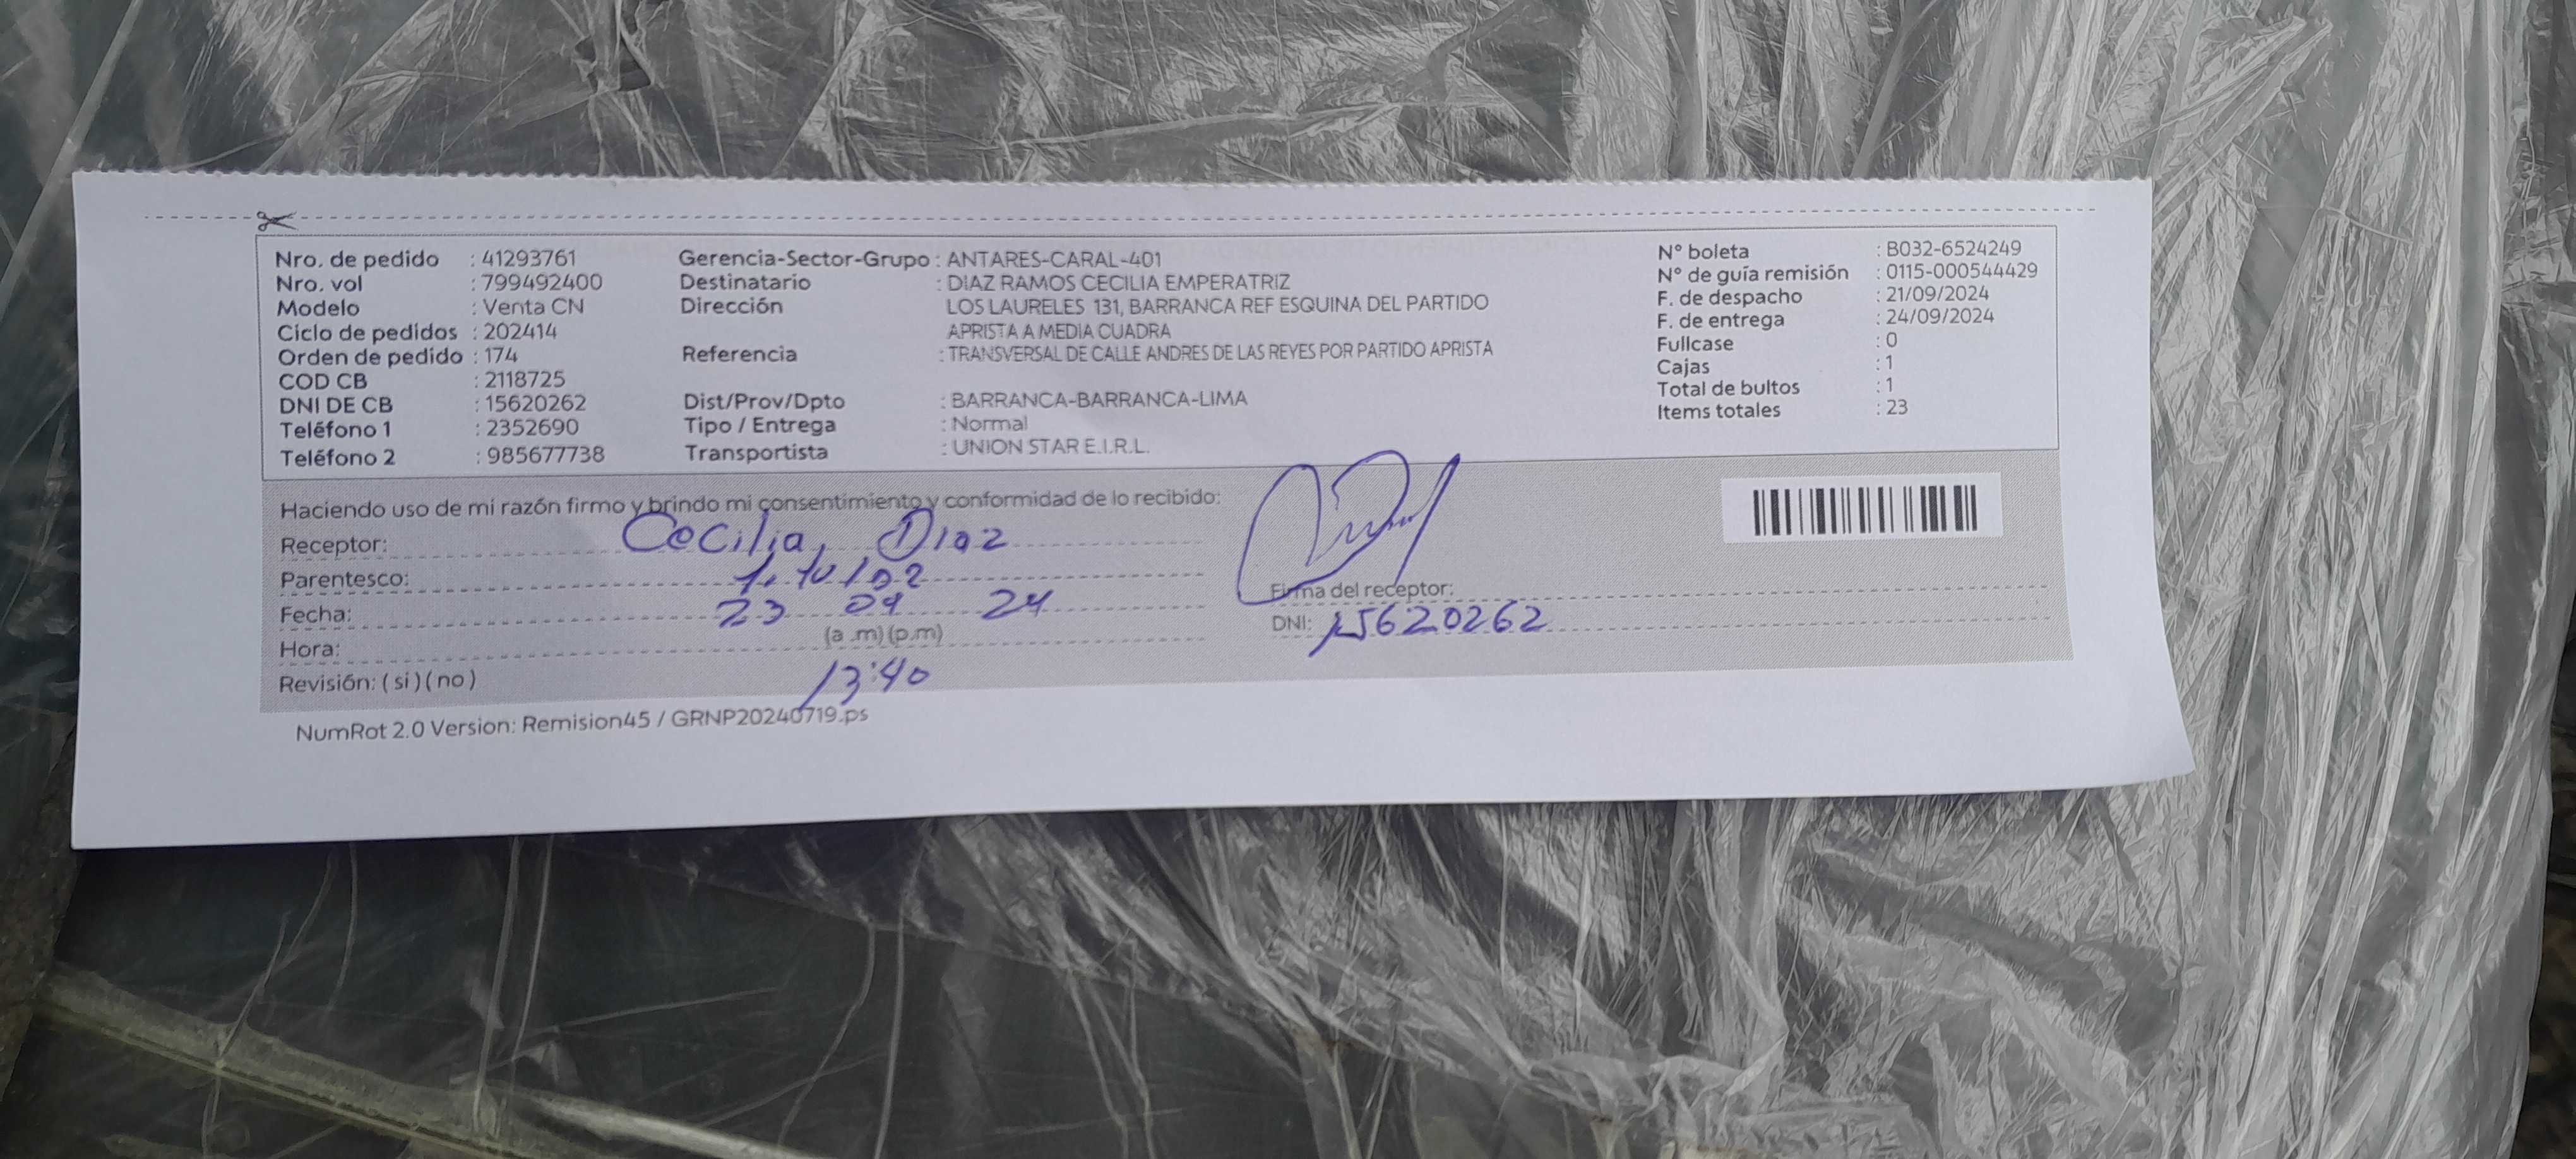 Nro. de pedido : 41293761
Nro. vol : 799492400
Modelo : Venta CN
Ciclo de pedidos : 202414
Orden de pedido : 174
COD CB : 2118725
DNI DE CB : 15620262
Teléfono 1 : 2352690
Teléfono 2 : 985677738
Gerencia-Sector-Grupo : ANTARES-CARAL-401
Destinatario : DIAZ RAMOS CECILIA EMPERATRIZ
Dirección LOS LAURELES 131, BARRANCA REF ESQUINA DEL PARTIDO
APRISTA A MEDIA CUADRA
Referencia : TRANSVERSAL DE CALLE ANDRES DE LAS REYES POR PARTIDO APRISTA
Dist/Prov/Dpto : BARRANCA-BARRANCA-LIMA
Tipo / Entrega : Normal
Transportista : UNION STAR E.I.R.L.
N° boleta : B032-6524249
N° de guía remisión : 0115-000544429
F. de despacho : 21/09/2024
F. de entrega : 24/09/2024
Fullcase : 0
Cajas : 1
Total de bultos : 1
Items totales : 23
Haciendo uso de mi razón firmo y brindo mi consentimiento y conformidad de lo recibido:
Receptor: Cecilia Diaz
Parentesco:
Fecha: 23 09 24
Hora: (a .m) (p.m)
13:40
Revisión: ( si ) ( no )
Firma del receptor:
DNI: 15620262
NumRot 2.0 Version: Remision45 / GRNP20240719.ps